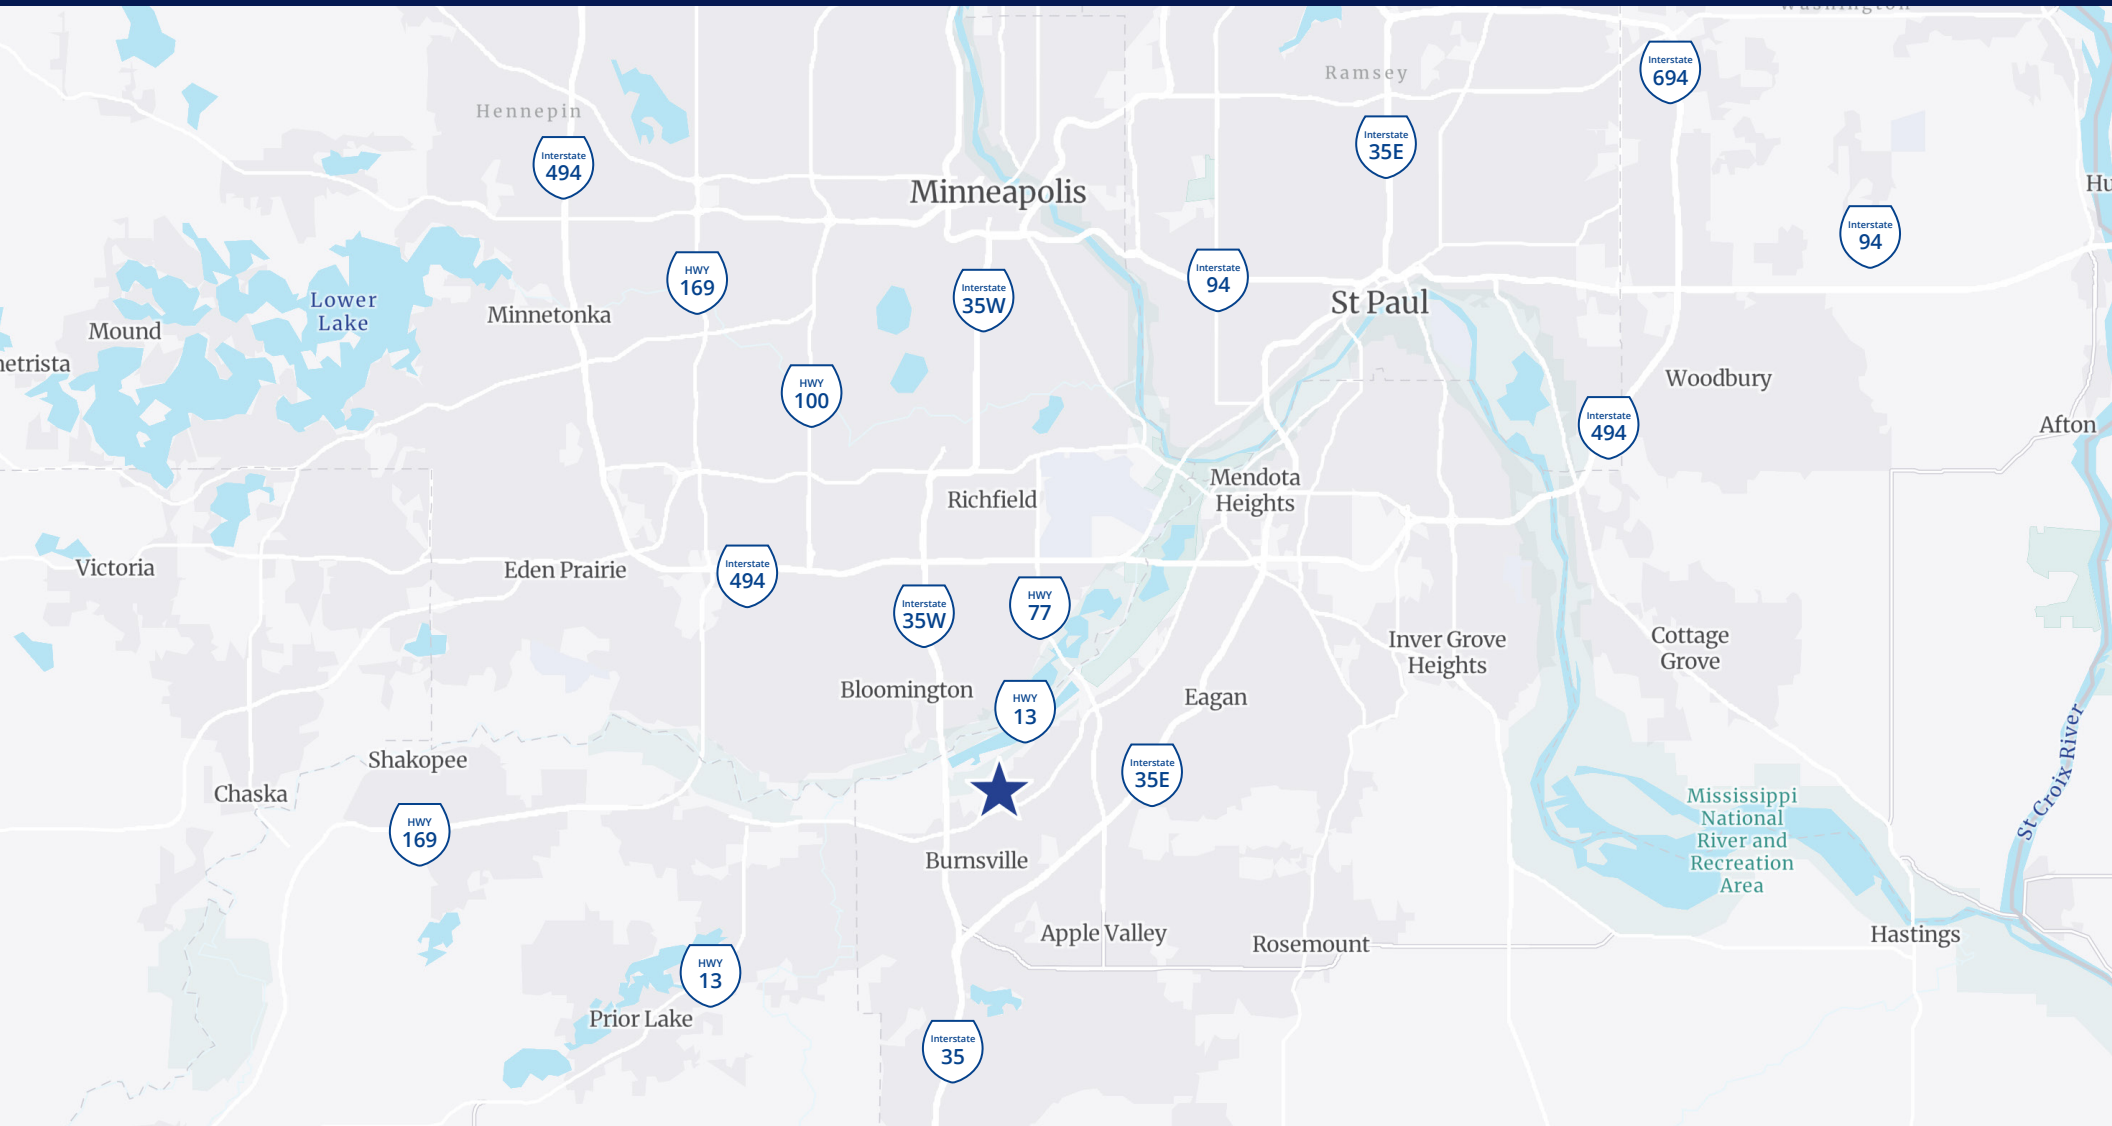 Washington
Ramsey
Interstate
694
Hennepin
Interstate
35E
Interstate
494
Minneapolis
Hu
Interstate
94
HWY
169
Interstate
94
Interstate
35W
Lower
Lake
St Paul
Minnetonka
Mound
etrista
HWY
100
Woodbury
Interstate
494
Afton
Mendota
Heights
Richfield
Victoria
Eden Prairie
Interstate
494
Interstate
35W
HWY
77
Inver Grove
Heights
Cottage
Grove
Bloomington
HWY
13
Eagan
Shakopee
Interstate
35E
St Croix River
Chaska
HWY
169
Mississippi
National
River and
Recreation
Area
Burnsville
Apple Valley
Rosemount
Hastings
HWY
13
Prior Lake
Interstate
35